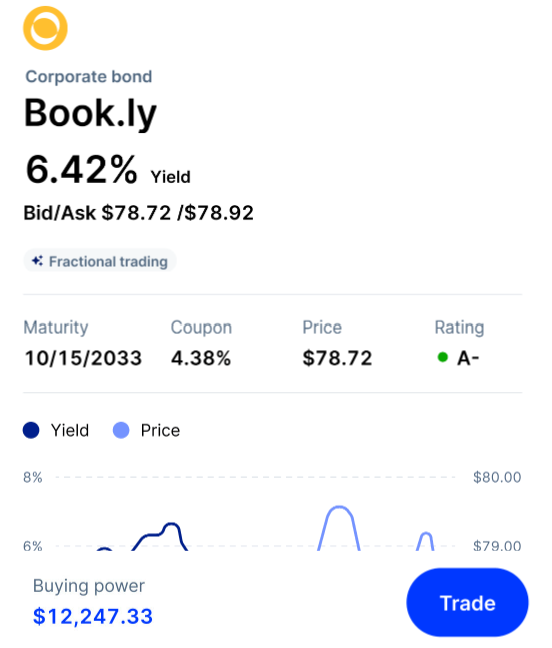 Corporate bond
Book.ly
6.42% Yield
Bid/Ask $78.72 /$78.92
Fractional trading
Maturity Coupon Price Rating
10/15/2033 4.38% $78.72 A-
Yield Price
8% $80.00
6% $79.00
Buying power
$12,247.33
Trade